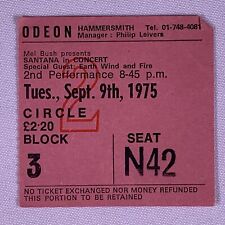 ODEON HAMMERSMITH Tel. 01-748-4081
Manager : Philip Leivers
Mel Bush presents
SANTANA in CONCERT
Special Guest: Earth Wind and Fire
2nd Performance 8-45 p.m.
Tues., Sept. 9th, 1975
CIRCLE
£2·20
2
BLOCK SEAT
3 N42
NO TICKET EXCHANGED NOR MONEY REFUNDED
THIS PORTION TO BE RETAINED